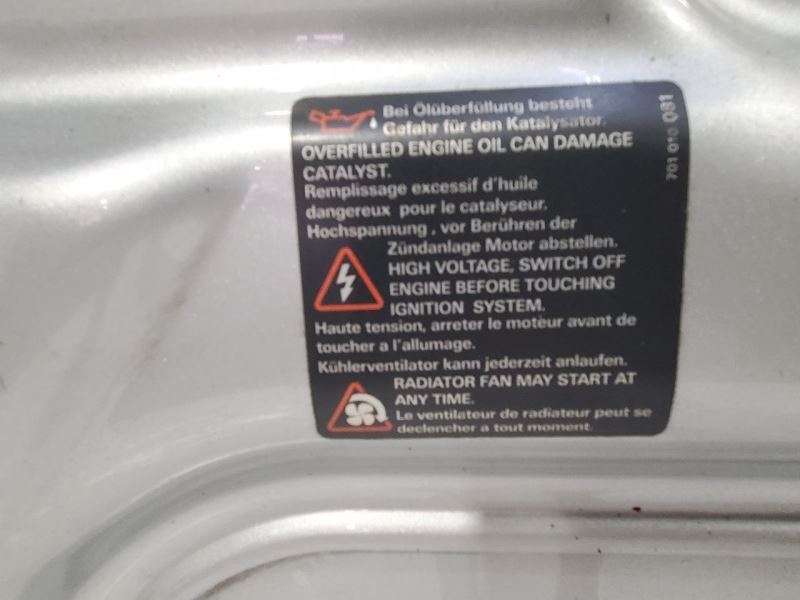 Bei Ölüberfüllung besteht
Gefahr für den Katalysator.
OVERFILLED ENGINE OIL CAN DAMAGE
CATALYST.
Remplissage excessif d'huile
dangereux pour le catalyseur.
Hochspannung, vor Berühren der
Zündanlage Motor abstellen.
HIGH VOLTAGE, SWITCH OFF
ENGINE BEFORE TOUCHING
IGNITION SYSTEM.
Haute tension, arreter le moteur avant de
toucher a l'allumage.
Kühlerventilator kann jederzeit anlaufen.
RADIATOR FAN MAY START AT
ANY TIME.
Le ventilateur de radiateur peut se
declencher a tout moment.
701 010 081